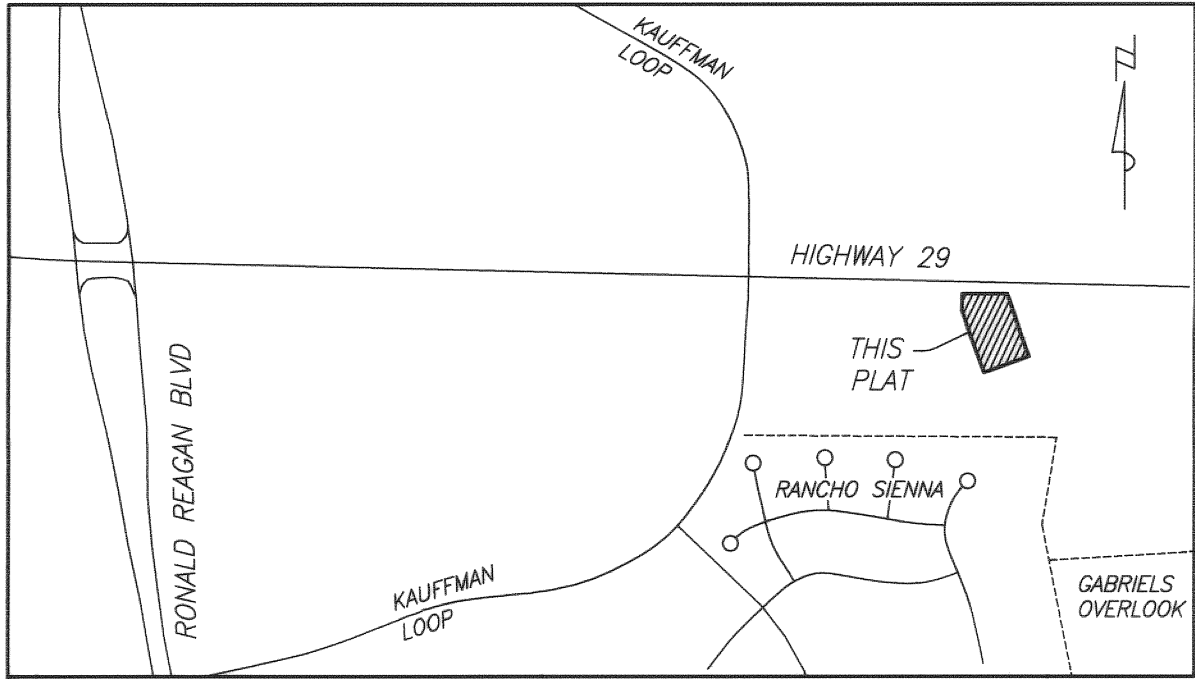 KAUFFMAN
LOOP
N
HIGHWAY 29
THIS
PLAT
RONALD REAGAN BLVD
RANCHO SIENNA
KAUFFMAN
LOOP
GABRIELS
OVERLOOK